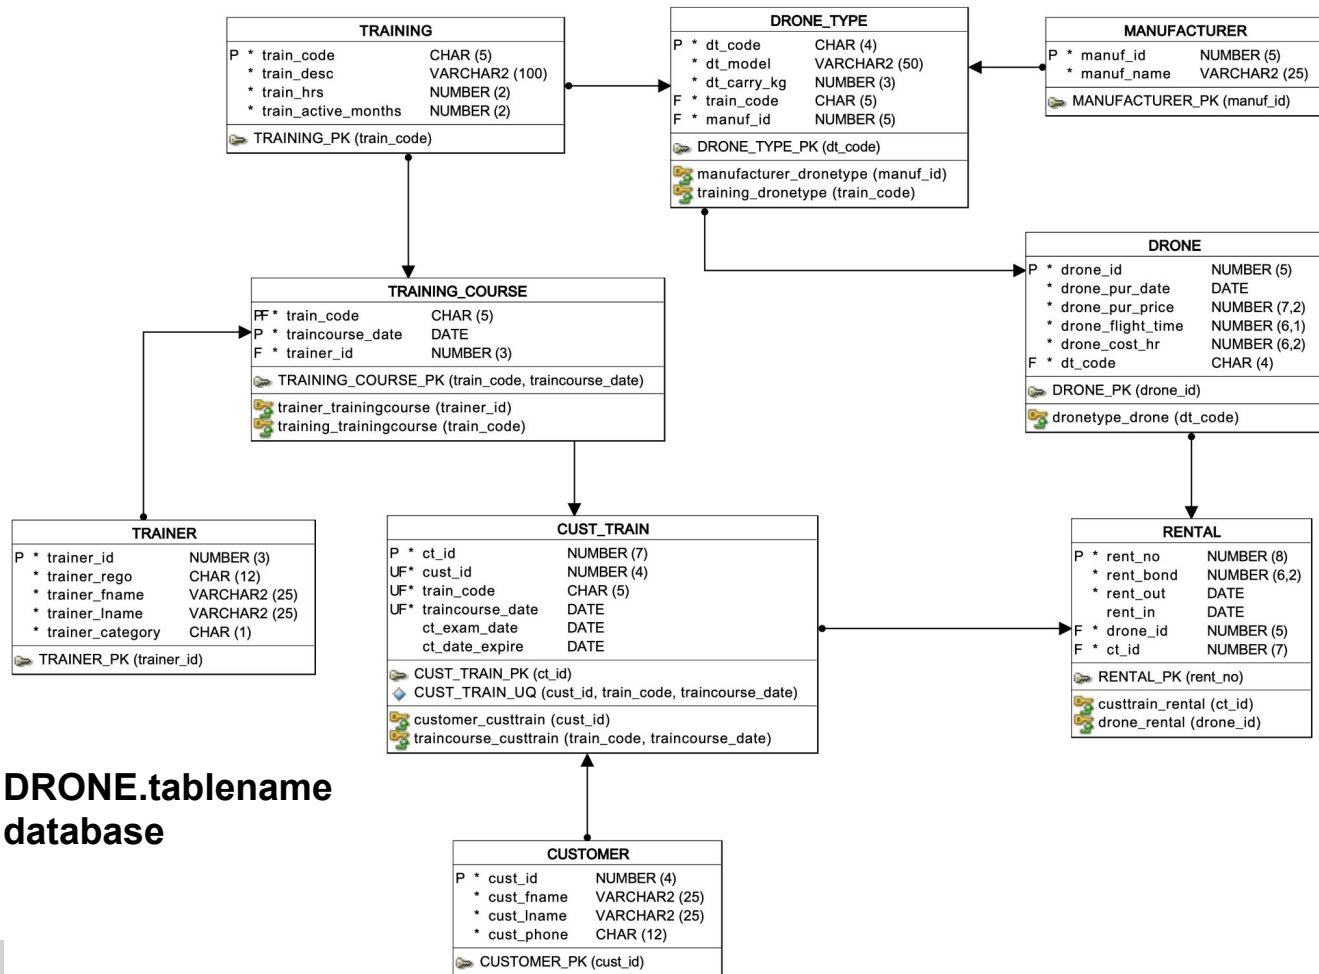 TRAINING
P * train_code CHAR (5)
* train_desc VARCHAR2 (100)
* train_hrs NUMBER (2)
* train_active_months NUMBER (2)
TRAINING_PK (train_code)
DRONE_TYPE
P * dt_code CHAR (4)
* dt_model VARCHAR2 (50)
* dt_carry_kg NUMBER (3)
F * train_code CHAR (5)
F * manuf_id NUMBER (5)
DRONE_TYPE_PK (dt_code)
manufacturer_dronetype (manuf_id)
training_dronetype (train_code)
MANUFACTURER
P * manuf_id NUMBER (5)
* manuf_name VARCHAR2 (25)
MANUFACTURER_PK (manuf_id)
DRONE
P * drone_id NUMBER (5)
* drone_pur_date DATE
* drone_pur_price NUMBER (7,2)
* drone_flight_time NUMBER (6,1)
* drone_cost_hr NUMBER (6,2)
F * dt_code CHAR (4)
DRONE_PK (drone_id)
dronetype_drone (dt_code)
TRAINING_COURSE
PF * train_code CHAR (5)
P * traincourse_date DATE
F * trainer_id NUMBER (3)
TRAINING_COURSE_PK (train_code, traincourse_date)
trainer_trainingcourse (trainer_id)
training_trainingcourse (train_code)
TRAINER
P * trainer_id NUMBER (3)
* trainer_rego CHAR (12)
* trainer_fname VARCHAR2 (25)
* trainer_lname VARCHAR2 (25)
* trainer_category CHAR (1)
TRAINER_PK (trainer_id)
CUST_TRAIN
P * ct_id NUMBER (7)
UF * cust_id NUMBER (4)
UF * train_code CHAR (5)
UF * traincourse_date DATE
ct_exam_date DATE
ct_date_expire DATE
CUST_TRAIN_PK (ct_id)
CUST_TRAIN_UQ (cust_id, train_code, traincourse_date)
customer_custtrain (cust_id)
traincourse_custtrain (train_code, traincourse_date)
RENTAL
P * rent_no NUMBER (8)
* rent_bond NUMBER (6,2)
* rent_out DATE
rent_in DATE
F * drone_id NUMBER (5)
F * ct_id NUMBER (7)
RENTAL_PK (rent_no)
custtrain_rental (ct_id)
drone_rental (drone_id)
DRONE.tablename
database
CUSTOMER
P * cust_id NUMBER (4)
* cust_fname VARCHAR2 (25)
* cust_lname VARCHAR2 (25)
* cust_phone CHAR (12)
CUSTOMER_PK (cust_id)